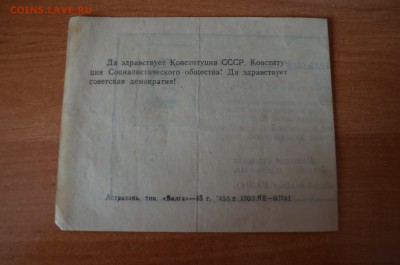 COINS.LAVE.RU
Да здравствует Конституция СССР, Конститу-
ция Социалистического общества! Да здравствует
советская демократия!
Астрахань, тип. «Волга»—45 г.